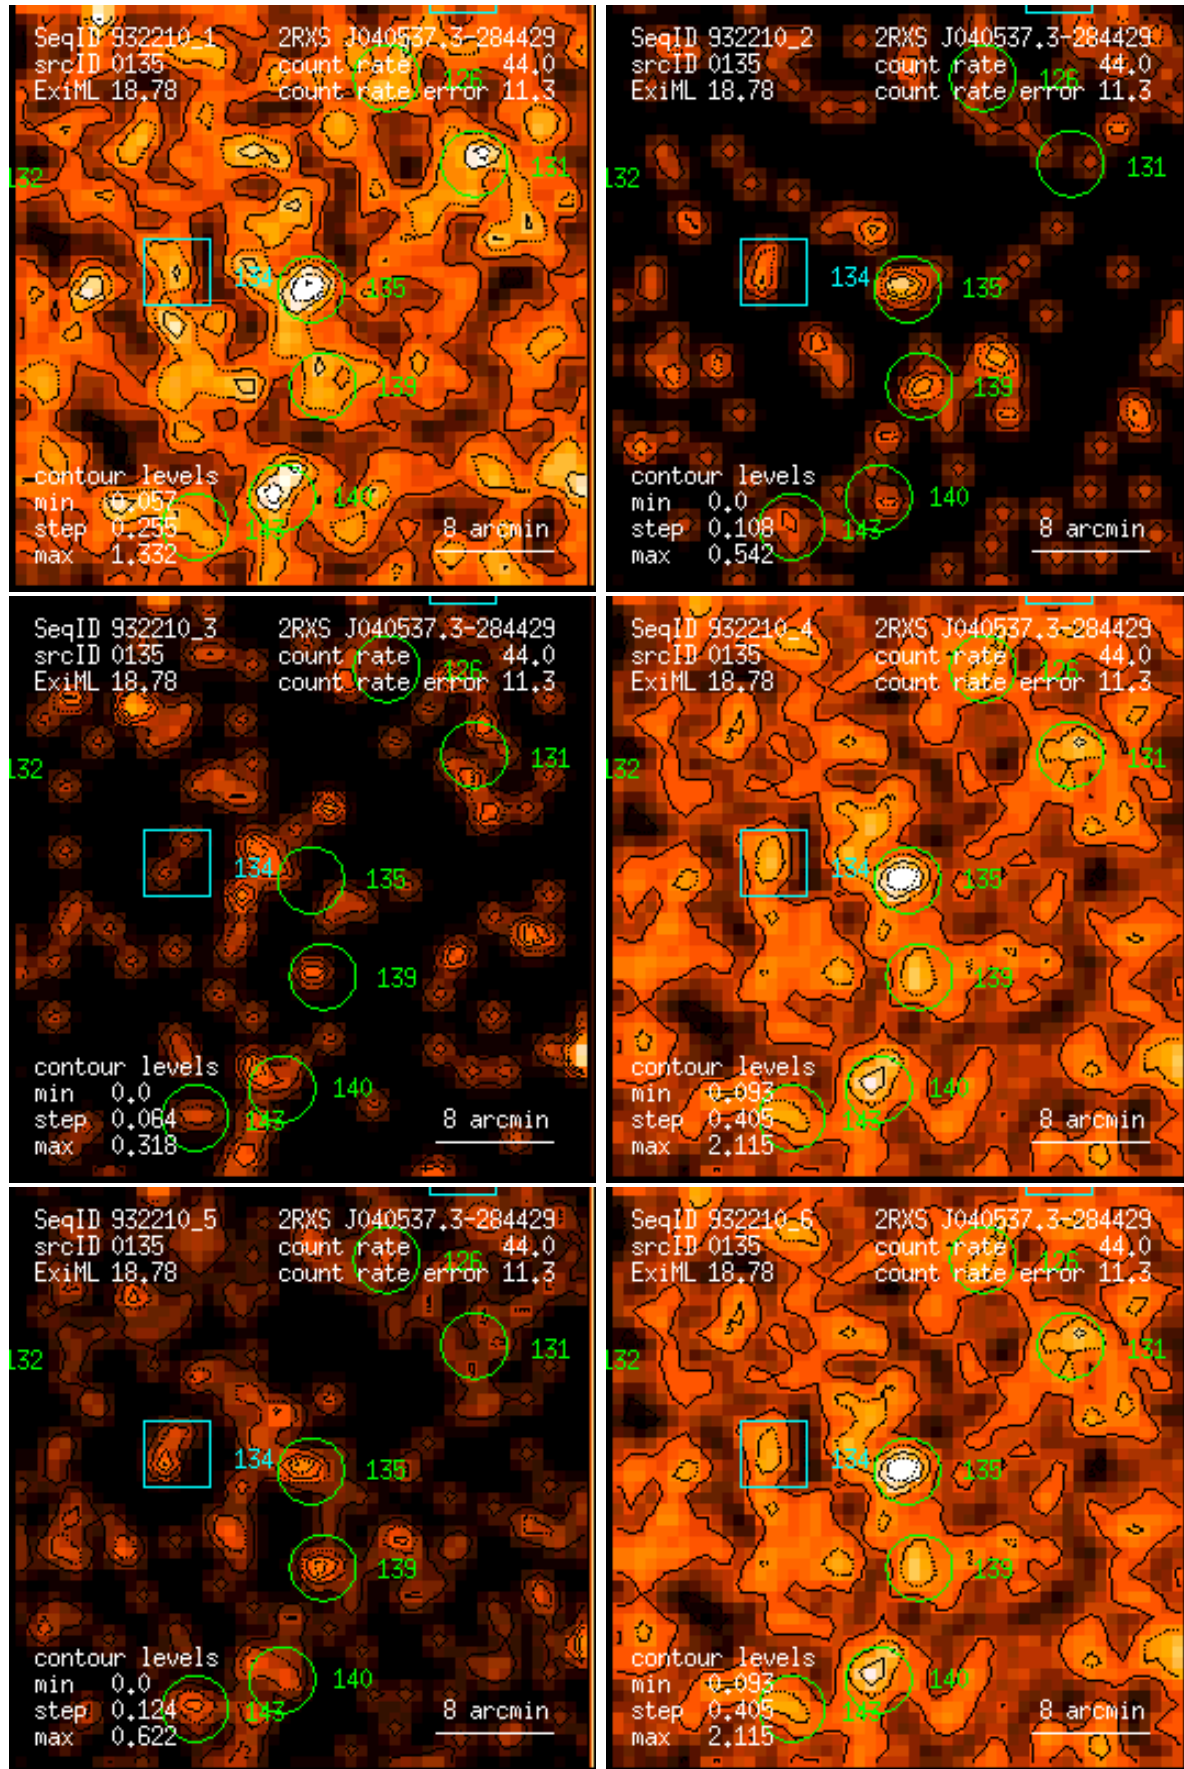 SeqID 932210_1 2RXS J040537.3-284429
srcID 0135 count rate 44.0
ExiML 18.78 count rate error 11.3
126
131
132
134
135
139
contour levels
min 0.057
140
step 0.255
143
8 arcmin
max 1.332
SeqID 932210_2 2RXS J040537.3-284429
srcID 0135 count rate 44.0
ExiML 18.78 count rate error 11.3
126
131
132
134
135
139
contour levels
min 0.0
140
step 0.108
143
8 arcmin
max 0.542
SeqID 932210_3 2RXS J040537.3-284429
srcID 0135 count rate 44.0
ExiML 18.78 count rate error 11.3
126
131
132
134
135
139
contour levels
min 0.0
140
step 0.064
143
8 arcmin
max 0.318
SeqID 932210_4 2RXS J040537.3-284429
srcID 0135 count rate 44.0
ExiML 18.78 count rate error 11.3
126
131
132
134
135
139
contour levels
min 0.093
140
step 0.405
143
8 arcmin
max 2.115
SeqID 932210_5 2RXS J040537.3-284429
srcID 0135 count rate 44.0
ExiML 18.78 count rate error 11.3
126
131
132
134
135
139
contour levels
min 0.0
140
step 0.124
143
8 arcmin
max 0.622
SeqID 932210_6 2RXS J040537.3-284429
srcID 0135 count rate 44.0
ExiML 18.78 count rate error 11.3
126
131
132
134
135
139
contour levels
min 0.093
140
step 0.405
143
8 arcmin
max 2.115